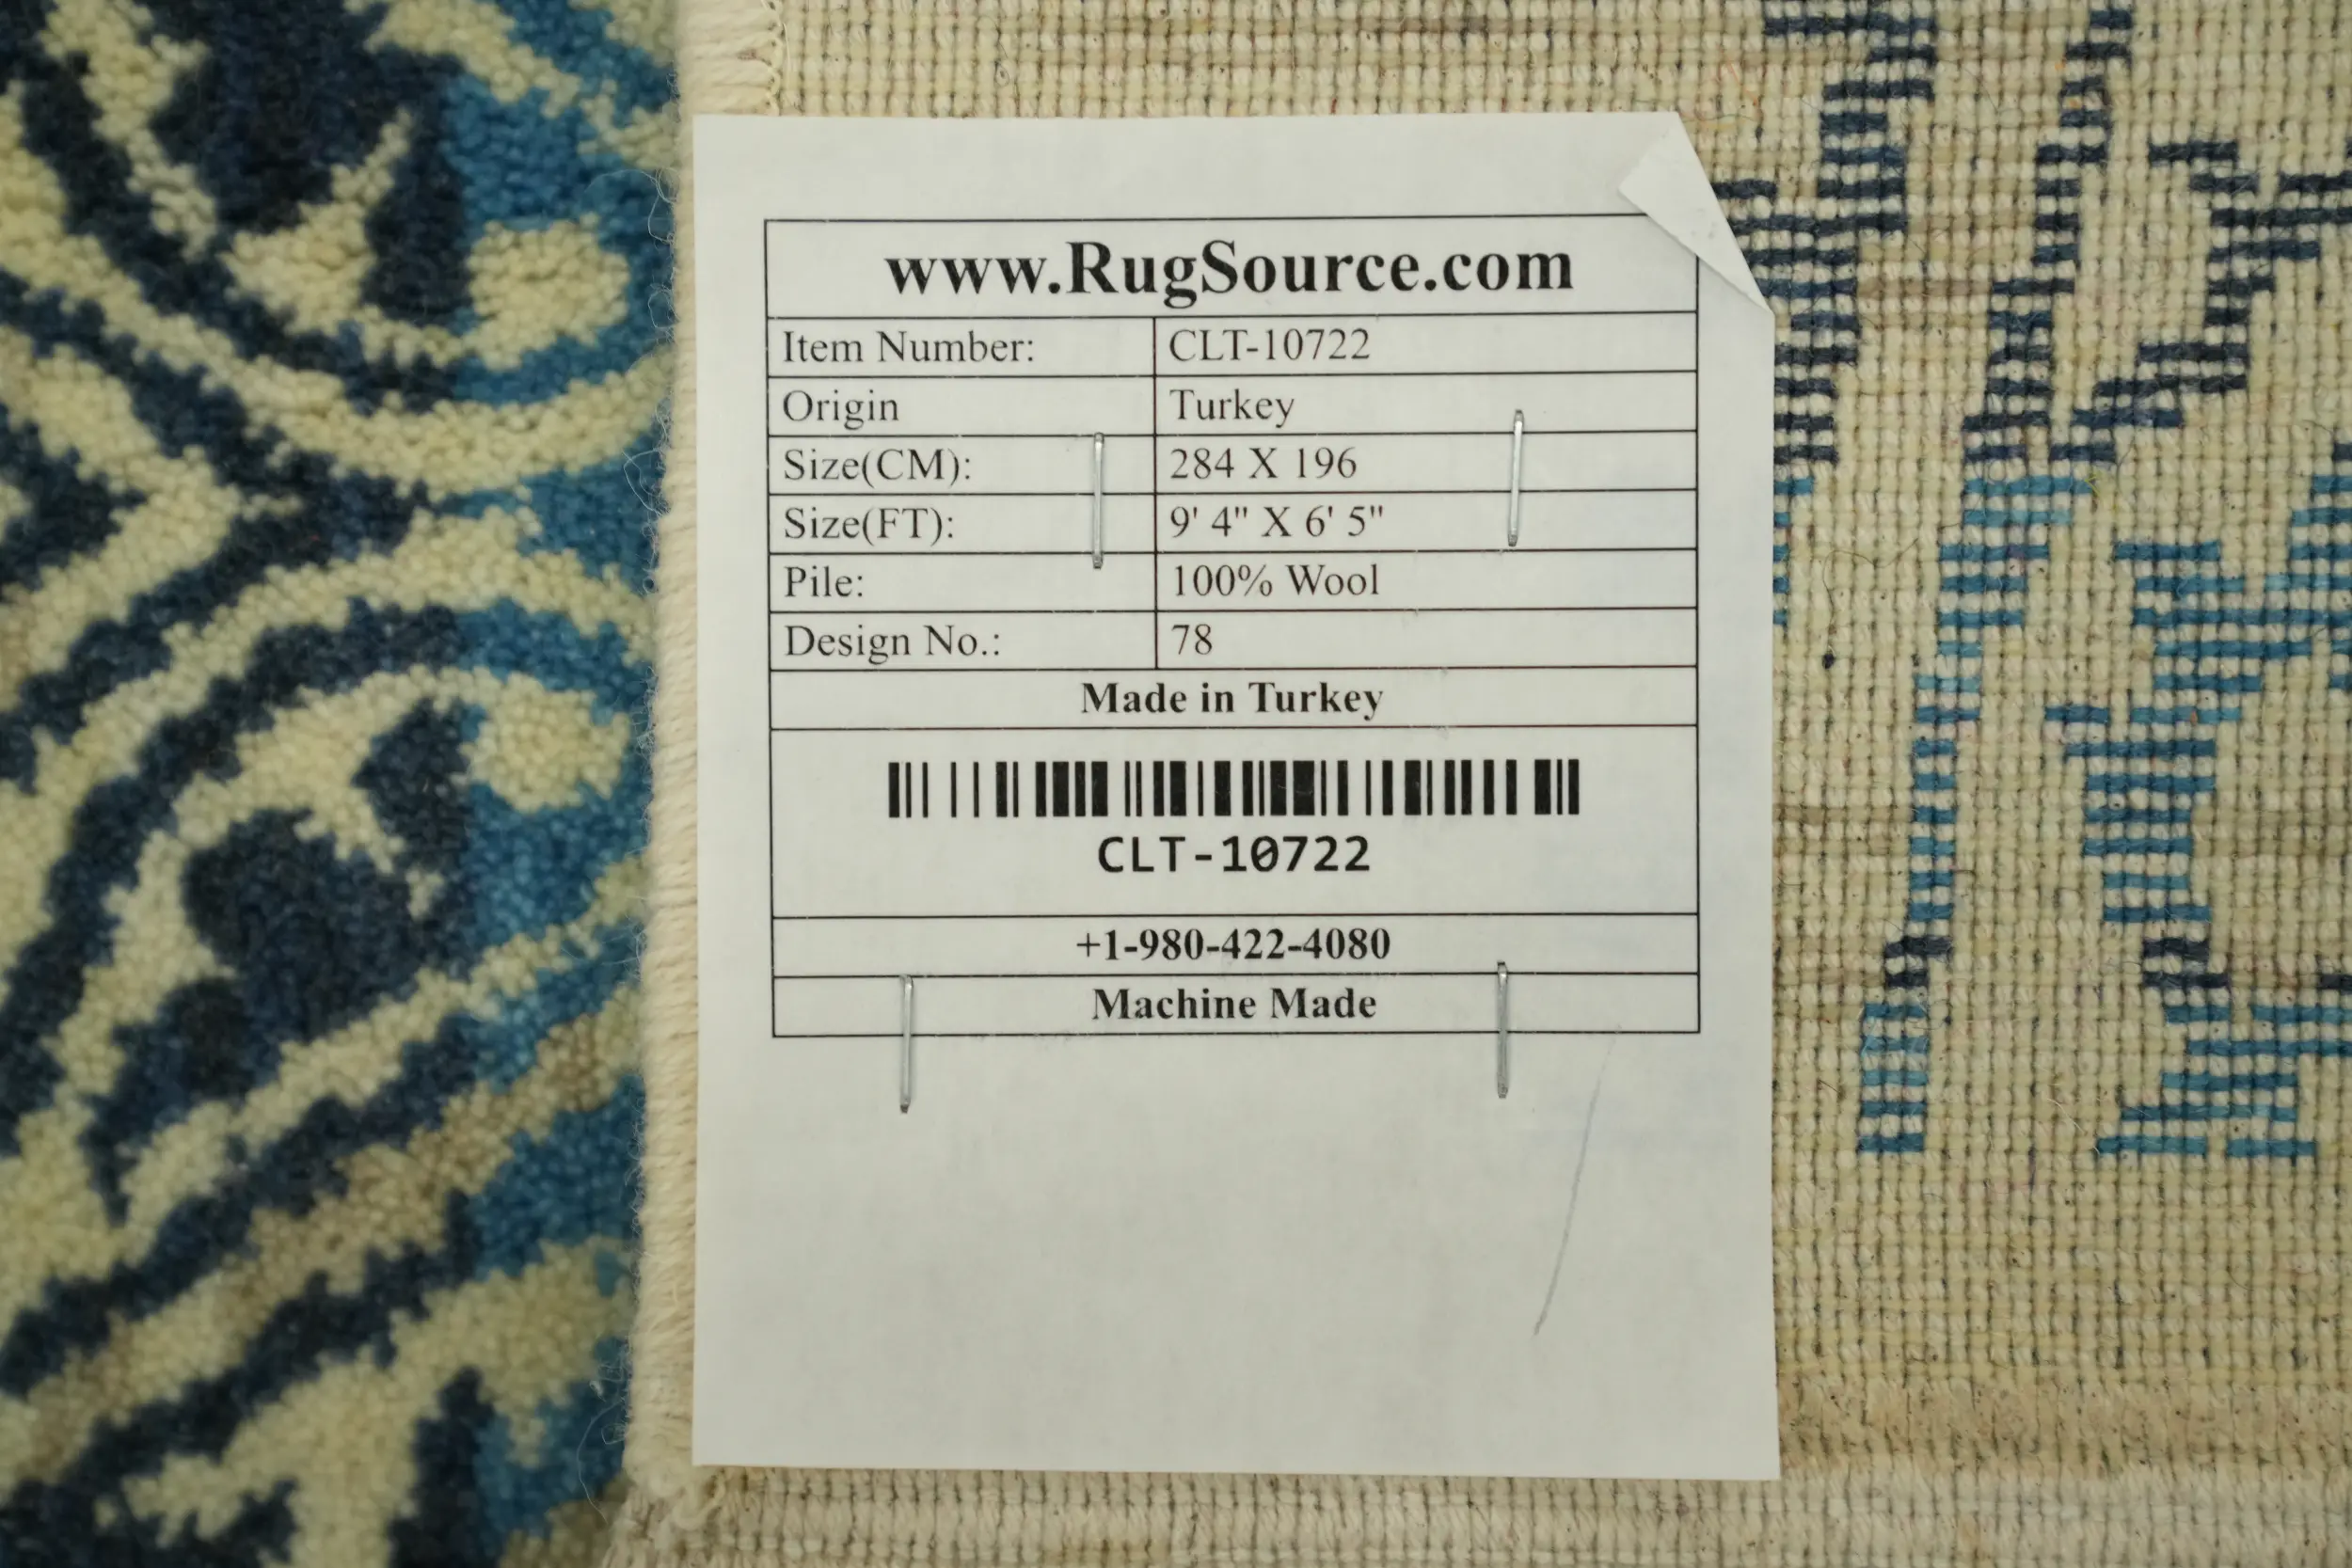 www.RugSource.com
Item Number: CLT-10722
Origin Turkey
Size(CM): 284 X 196
Size(FT): 9' 4" X 6' 5"
Pile: 100% Wool
Design No.: 78
Made in Turkey
CLT-10722
+1-980-422-4080
Machine Made